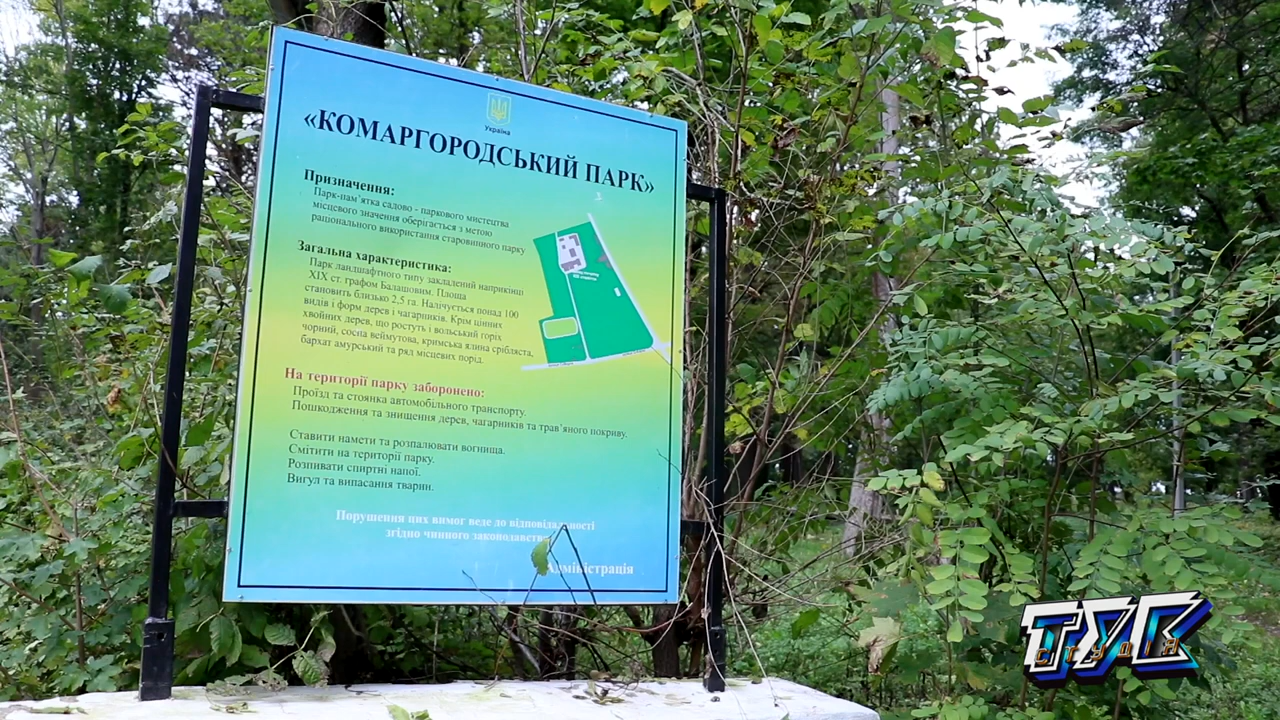 Україна
«КОМАРГОРОДСЬКИЙ ПАРК»
Призначення:
Парк-пам'ятка садово - паркового мистецтва
місцевого значення оберігається з метою
раціонального використання старовинного парку
Загальна характеристика:
Парк ландшафтного типу закладений наприкінці
ХІХ ст. графом Балашовим. Площа
становить близько 2,5 га. Налічується понад 100
видів і форм дерев і чагарників. Крім цінних
хвойних дерев, що ростуть і вольський горіх
чорний, сосна веймутова, кримська ялина срібляста,
бархат амурський та ряд місцевих порід.
На території парку заборонено:
Проїзд та стоянка автомобільного транспорту.
Пошкодження та знищення дерев, чагарників та трав'яного покриву.
Ставити намети та розпалювати вогнища.
Смітити на території парку.
Розпивати спиртні напої.
Вигул та випасання тварин.
Порушення цих вимог веде до відповідальності
згідно чинного законодавства
Адміністрація
СТУДІЯ